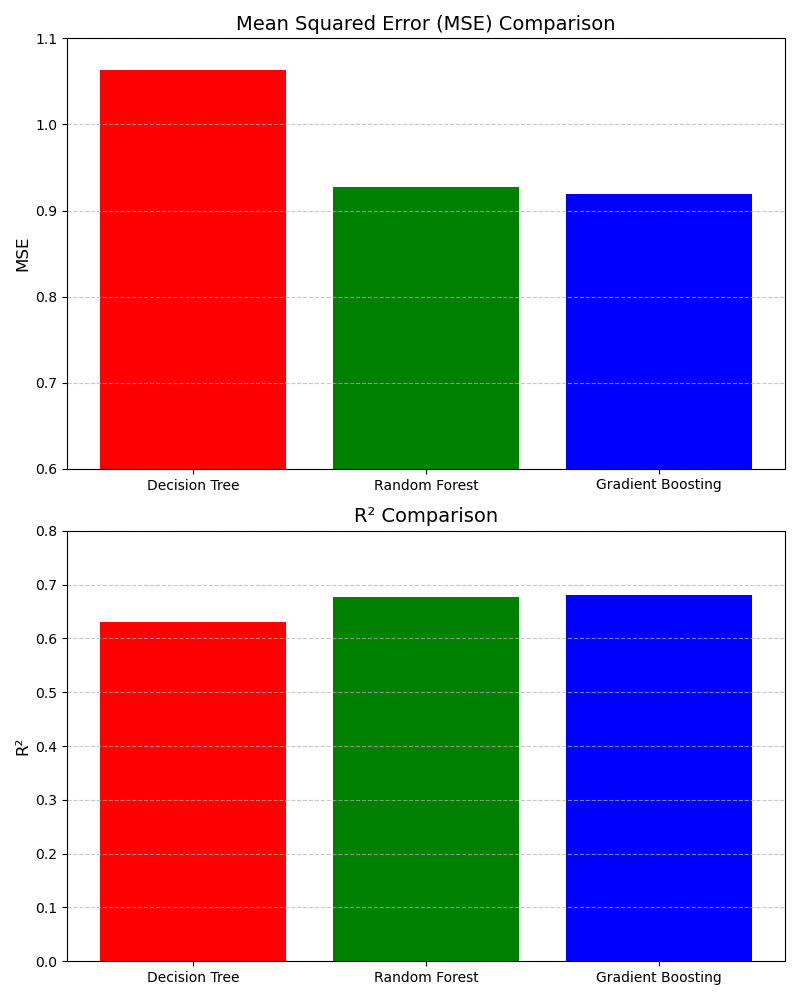 Mean Squared Error (MSE) Comparison
1.1
1.0
0.9
0.8
0.7
0.6
MSE
Decision Tree Random Forest Gradient Boosting
R² Comparison
0.8
0.7
0.6
0.5
0.4
0.3
0.2
0.1
0.0
R²
Decision Tree Random Forest Gradient Boosting